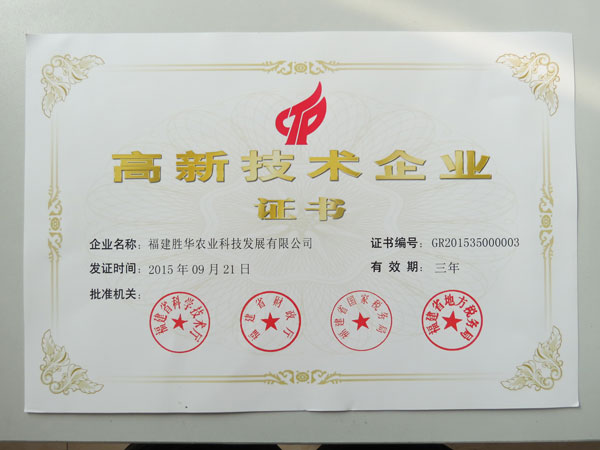 高新技术企业
证书
企业名称：福建胜华农业科技发展有限公司 证书编号：GR201535000003
发证时间：2015年09月21日 有效期：三年
批准机关：
福建省科学技术厅 福建省财政厅 福建省国家税务局 福建省地方税务局